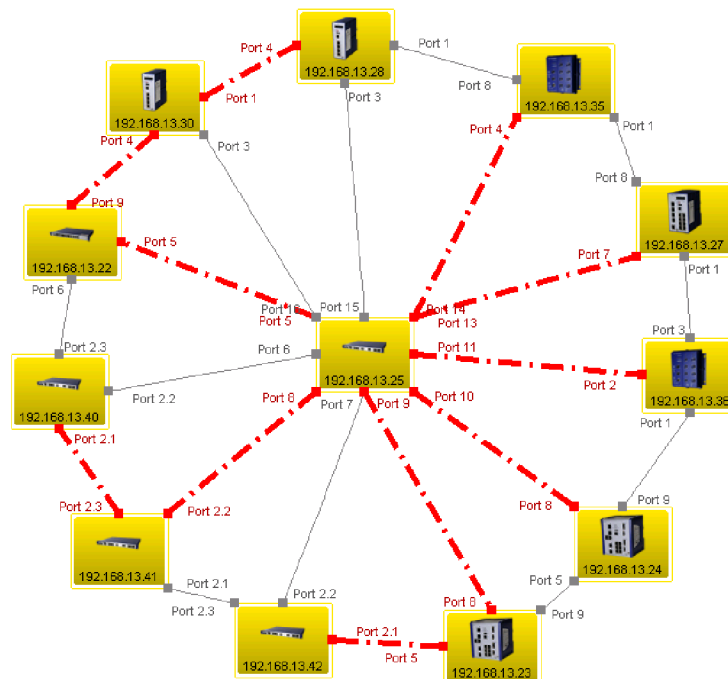 Port 4
Port 1
192.168.13.28
Port 8
Port 1
Port 3
192.168.13.35
192.168.13.30
Port 4
Port 1
Port 4
Port 3
Port 8
Port 9
Port 5
192.168.13.27
192.168.13.22
Port 7
Port 1
Port 6
Port 15
Port 14
Port 5
Port 13
Port 3
Port 2.3
Port 6
Port 11
192.168.13.25
Port 2
Port 2.2
192.168.13.40
Port 8
Port 7
Port 9
Port 10
192.168.13.36
Port 2.1
Port 1
Port 2.3
Port 2.2
Port 8
Port 9
192.168.13.41
192.168.13.24
Port 2.1
Port 5
Port 2.3
Port 2.2
Port 8
Port 9
Port 2.1
192.168.13.42
Port 5
192.168.13.23